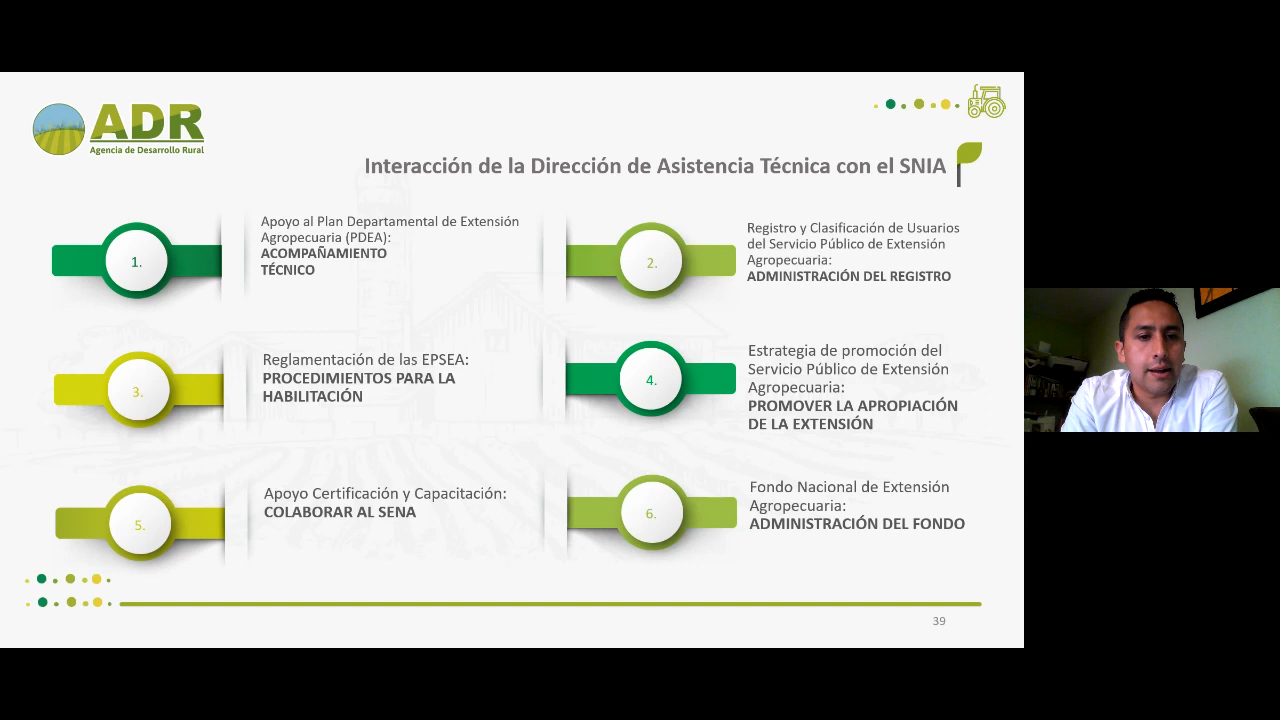 ADR
Agencia de Desarrollo Rural
Interacción de la Dirección de Asistencia Técnica con el SNIA
1.
Apoyo al Plan Departamental de Extensión
Agropecuaria (PDEA):
ACOMPAÑAMIENTO
TÉCNICO
2.
Registro y Clasificación de Usuarios
del Servicio Público de Extensión
Agropecuaria:
ADMINISTRACIÓN DEL REGISTRO
3.
Reglamentación de las EPSEA:
PROCEDIMIENTOS PARA LA
HABILITACIÓN
4.
Estrategia de promoción del
Servicio Público de Extensión
Agropecuaria:
PROMOVER LA APROPIACIÓN
DE LA EXTENSIÓN
5.
Apoyo Certificación y Capacitación:
COLABORAR AL SENA
6.
Fondo Nacional de Extensión
Agropecuaria:
ADMINISTRACIÓN DEL FONDO
39